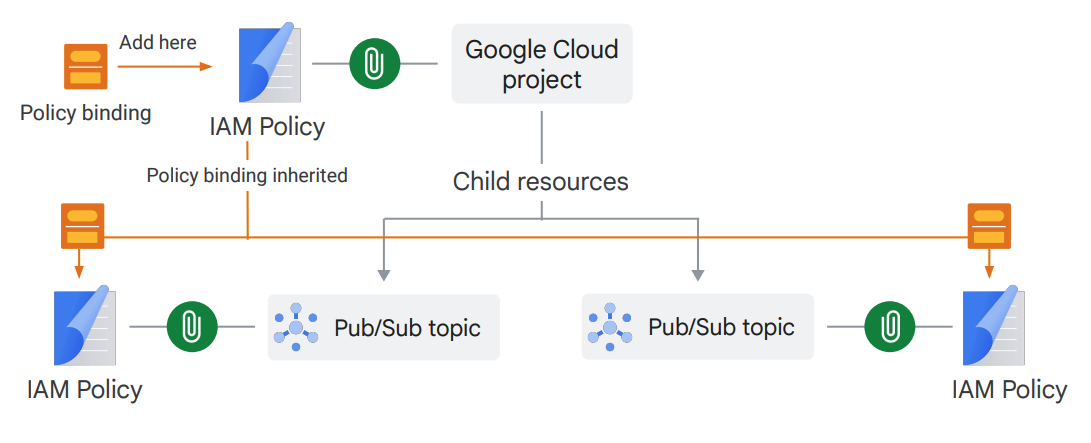 Add here
Google Cloud
project
Policy binding
IAM Policy
Policy binding inherited
Child resources
Pub/Sub topic
Pub/Sub topic
IAM Policy
IAM Policy